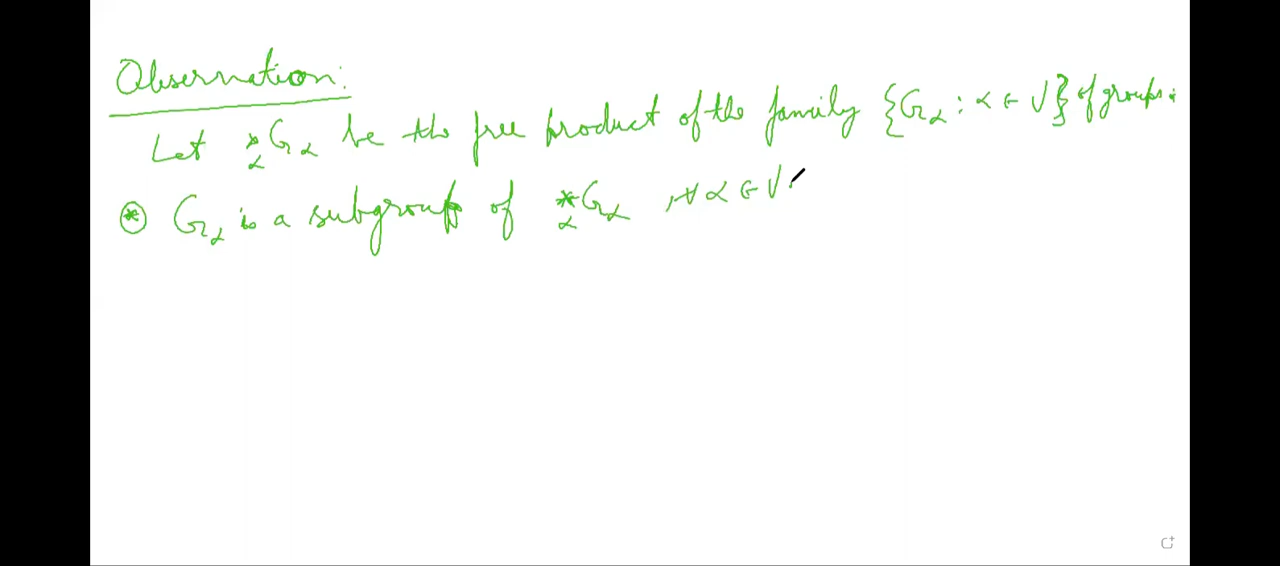 Observation:
Let *_α G_α be the free product of the family {G_α : α ∈ V} of groups.
⊛ G_α is a subgroup of *_α G_α, ∀ α ∈ V.